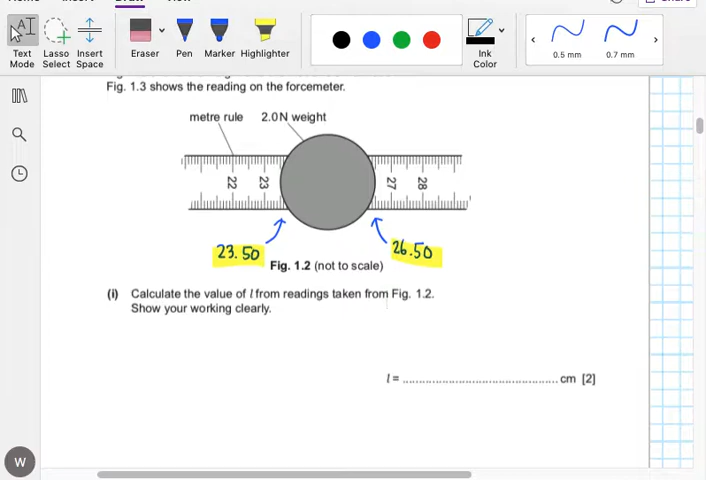 Draw
Text
Mode
Lasso
Select
Insert
Space
Eraser
Pen
Marker
Highlighter
Ink
Color
0.5 mm
0.7 mm
Fig. 1.3 shows the reading on the forcemeter.
metre rule
2.0 N weight
22
23
27
28
23.50
26.50
Fig. 1.2 (not to scale)
(i) Calculate the value of l from readings taken from Fig. 1.2.
Show your working clearly.
l = .................................................. cm [2]
W